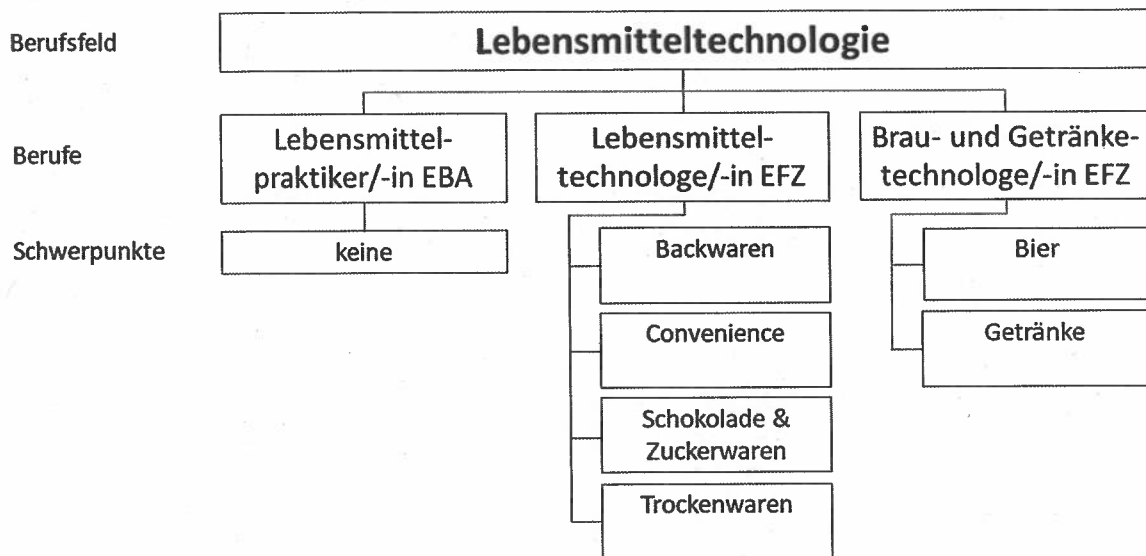 Berufsfeld
Lebensmitteltechnologie
Berufe
Lebensmittel-
praktiker/-in EBA
Lebensmittel-
technologe/-in EFZ
Brau- und Getränke-
technologe/-in EFZ
Schwerpunkte
keine
Backwaren
Convenience
Schokolade &
Zuckerwaren
Trockenwaren
Bier
Getränke